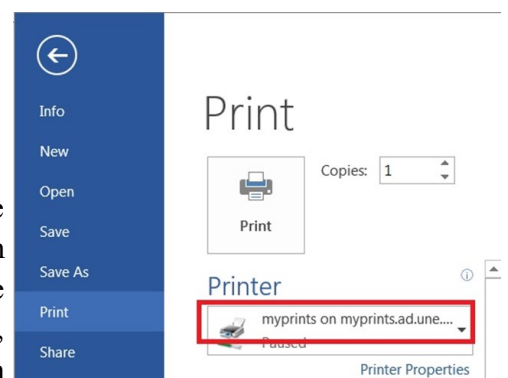 Info
New
Open
Save
Save As
Print
Share
Print
Print
Copies: 1
Printer
myprints on myprints.ad.une....
Paused
Printer Properties